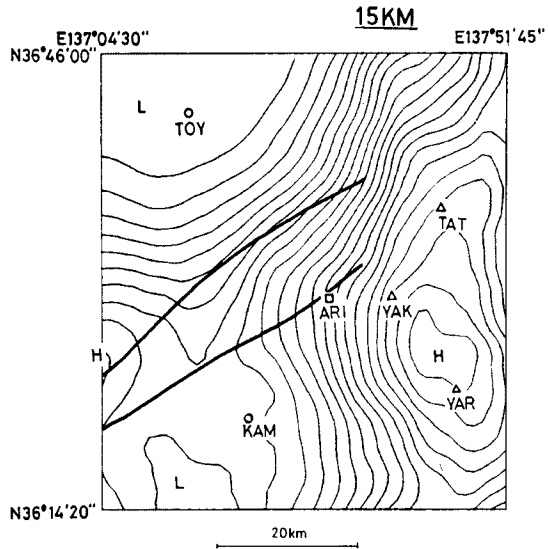 15KM
E137°04'30" E137°51'45"
N36°46'00"
L
TOY
TAT
ARI YAK
H H
YAR
KAM
L
N36°14'20"
20km